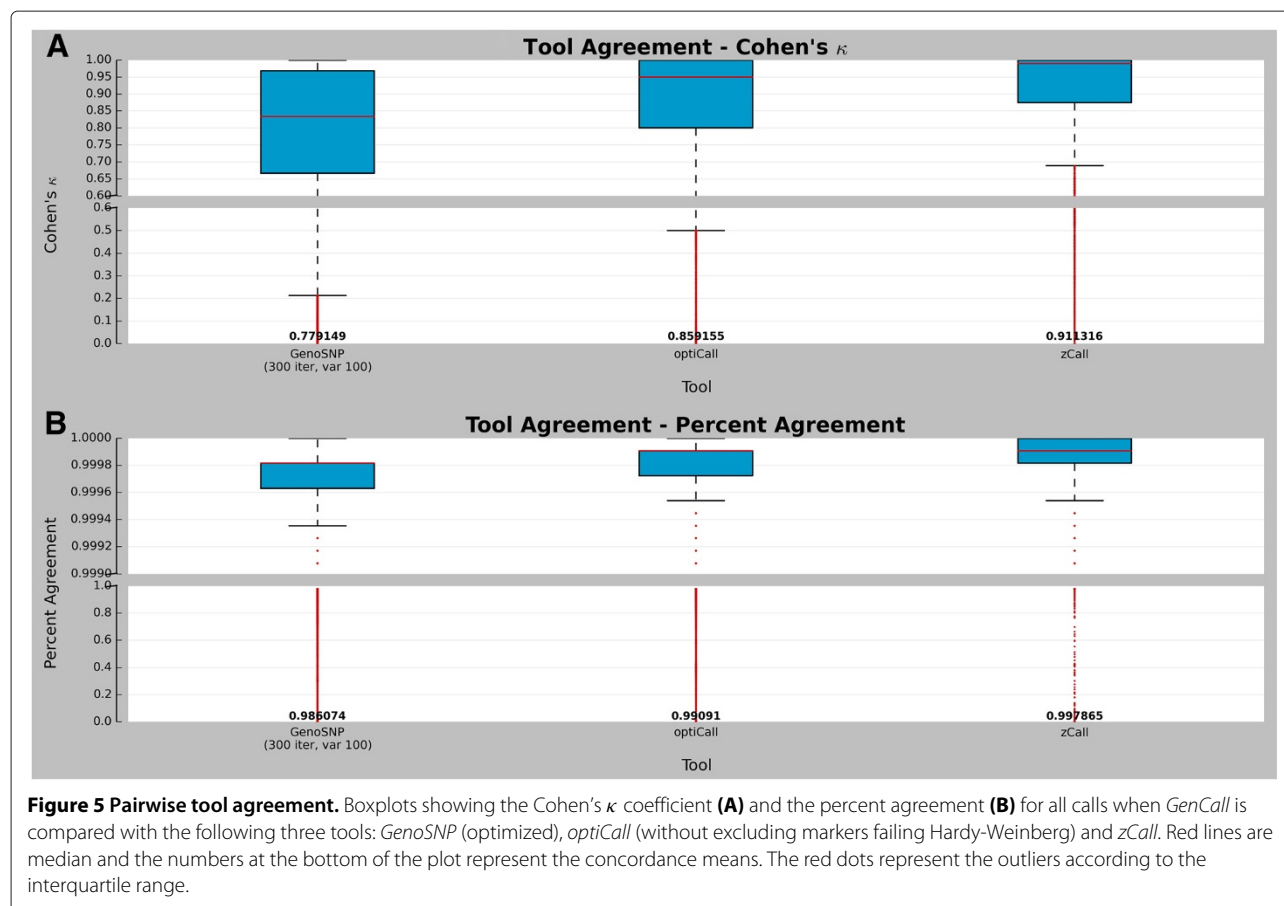 A
Tool Agreement - Cohen's κ
1.00
0.95
0.90
0.85
0.80
0.75
0.70
0.65
0.60
0.6
0.5
0.4
0.3
0.2
0.1
0.0
Cohen's κ
0.779149
0.859155
0.911316
GenoSNP
(300 iter, var 100)
optiCall
zCall
Tool
B
Tool Agreement - Percent Agreement
1.0000
0.9998
0.9996
0.9994
0.9992
0.9990
1.0
0.8
0.6
0.4
0.2
0.0
Percent Agreement
0.986074
0.99091
0.997865
GenoSNP
(300 iter, var 100)
optiCall
zCall
Tool
Figure 5 Pairwise tool agreement. Boxplots showing the Cohen's κ coefficient (A) and the percent agreement (B) for all calls when GenCall is
compared with the following three tools: GenoSNP (optimized), optiCall (without excluding markers failing Hardy-Weinberg) and zCall. Red lines are
median and the numbers at the bottom of the plot represent the concordance means. The red dots represent the outliers according to the
interquartile range.